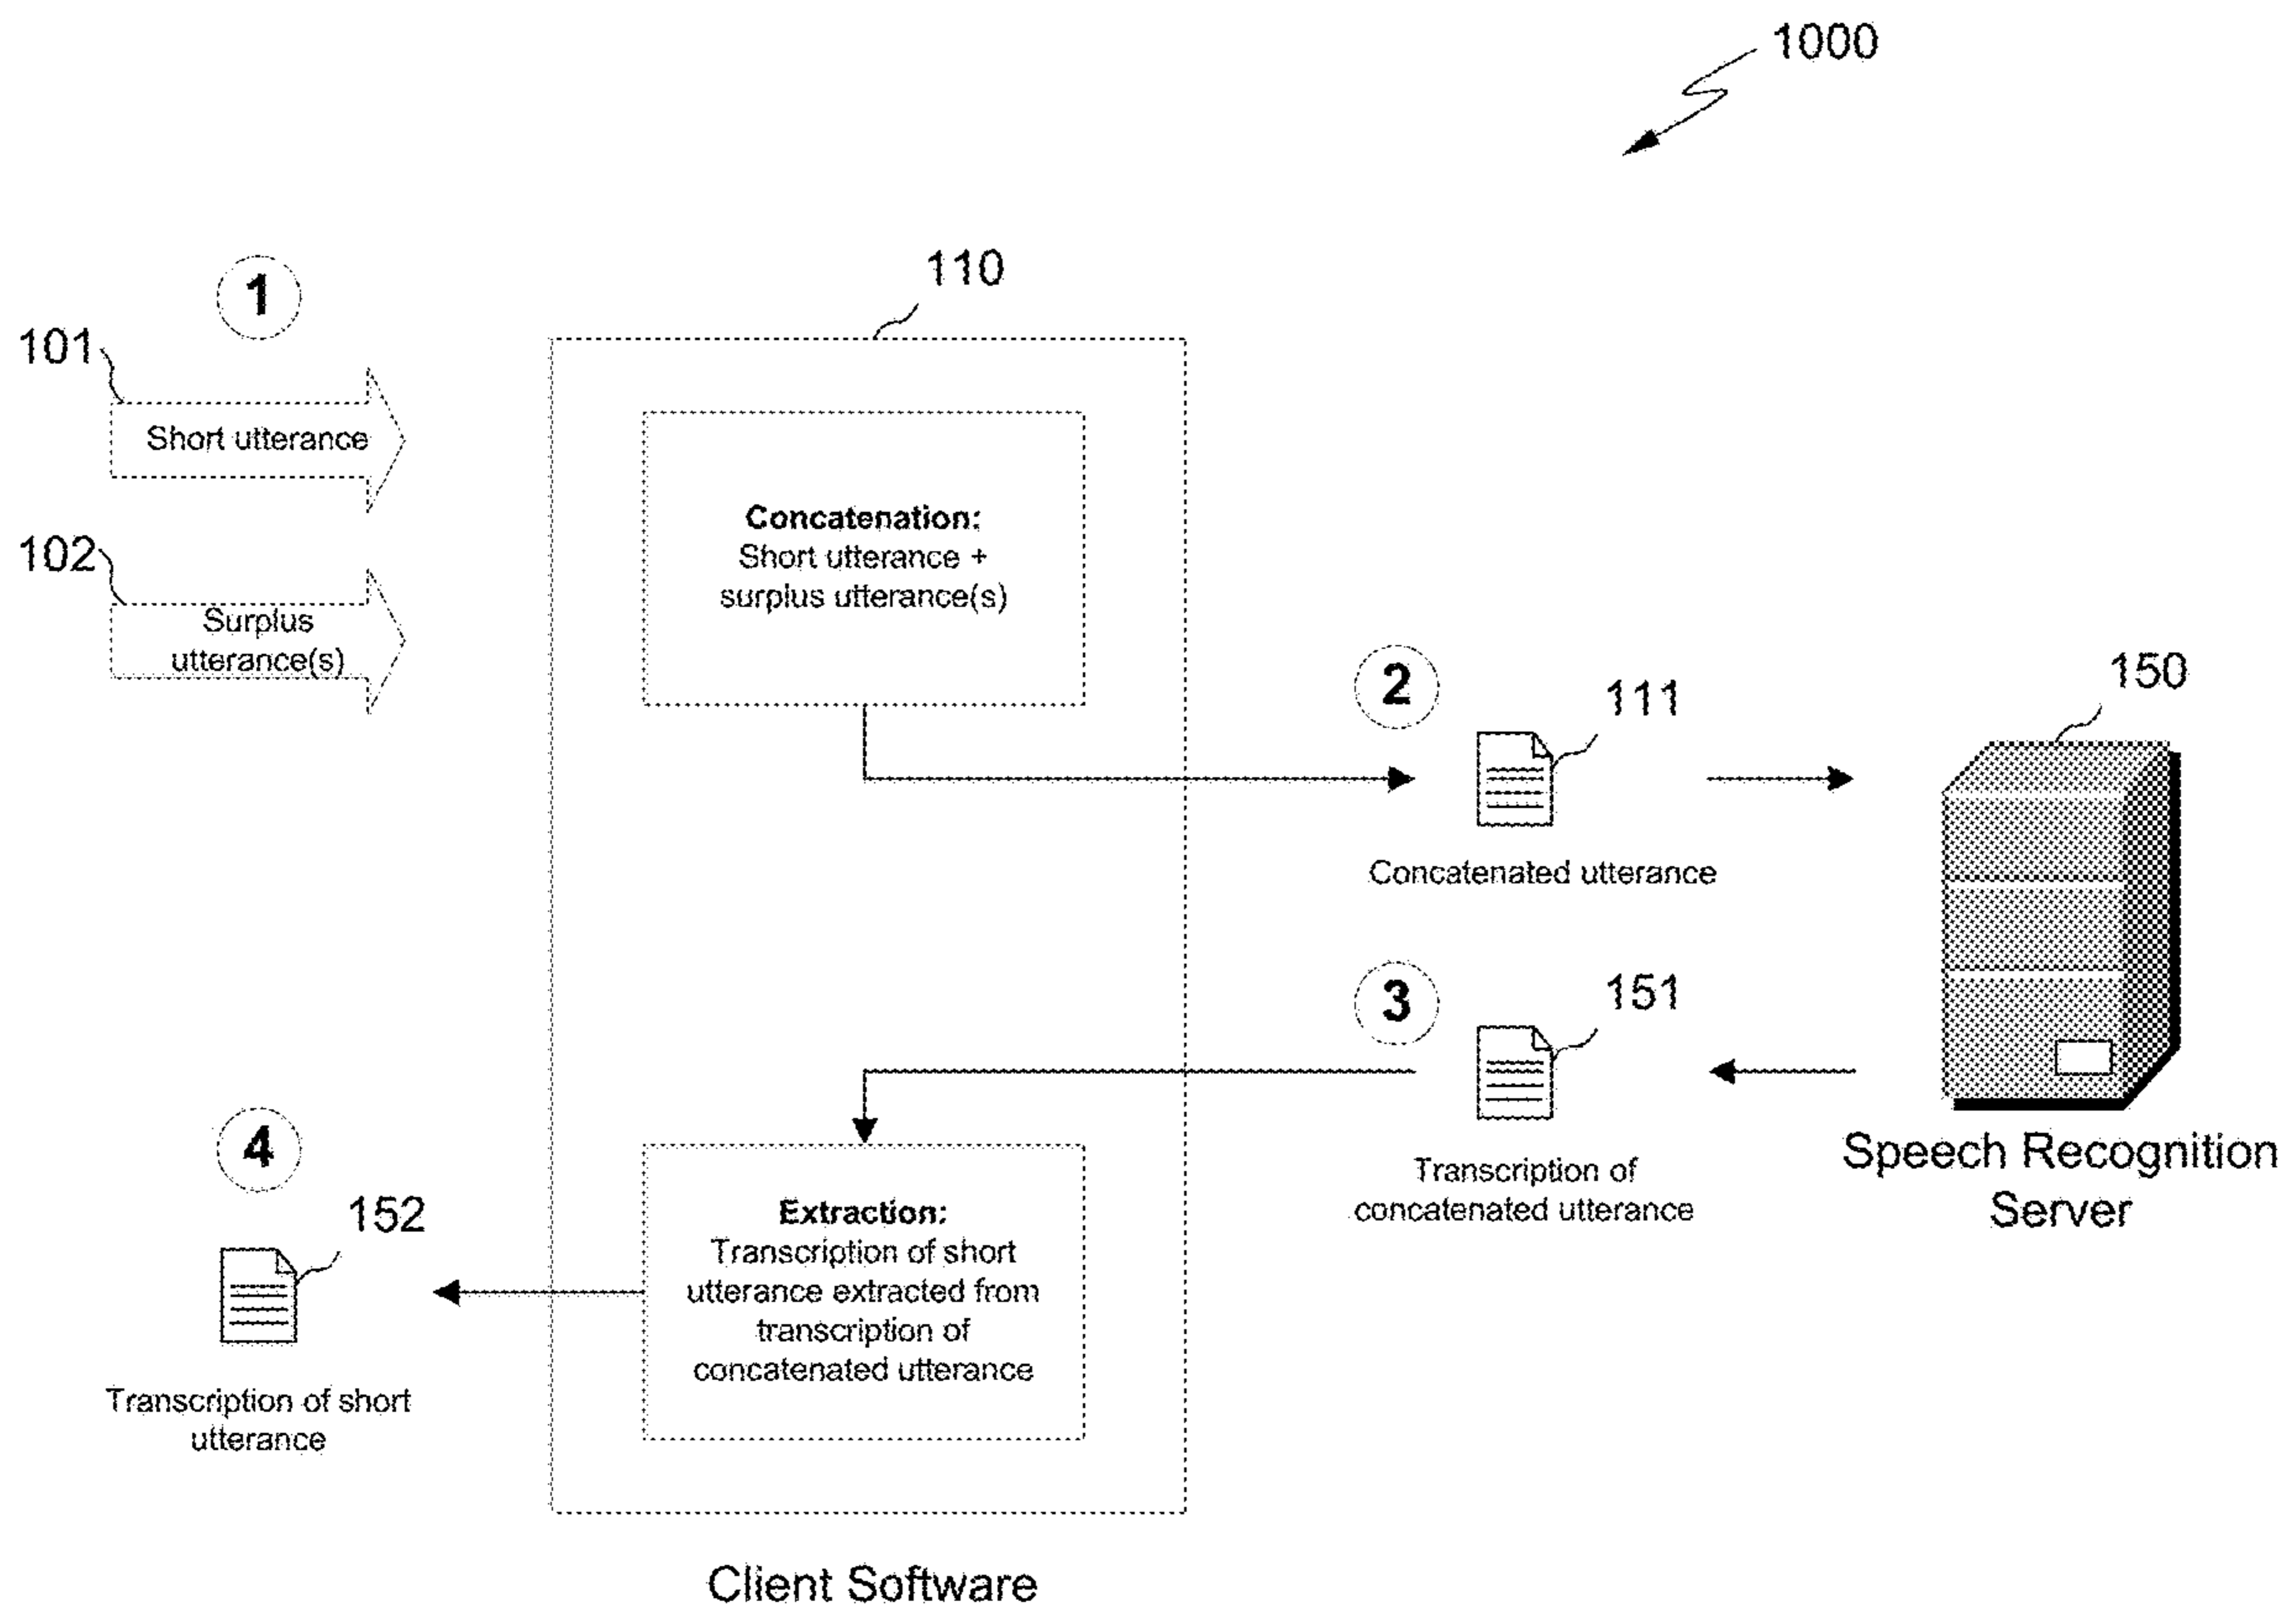 1000
110
1
101
Short utterance
102
Surplus
utterance(s)
Concatenation:
Short utterance +
surplus utterance(s)
2
111
150
Concatenated utterance
3
151
Transcription of
concatenated utterance
Speech Recognition
Server
4
152
Extraction:
Transcription of short
utterance extracted from
transcription of
concatenated utterance
Transcription of short
utterance
Client Software